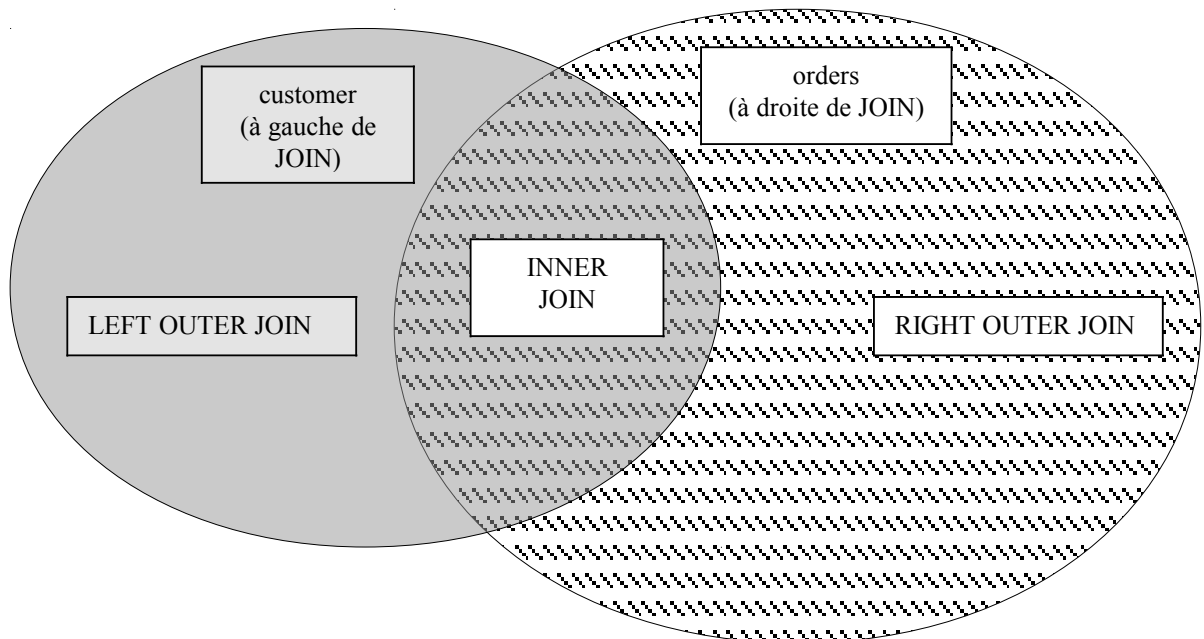 customer
(à gauche de
JOIN)
orders
(à droite de JOIN)
INNER
JOIN
LEFT OUTER JOIN
RIGHT OUTER JOIN